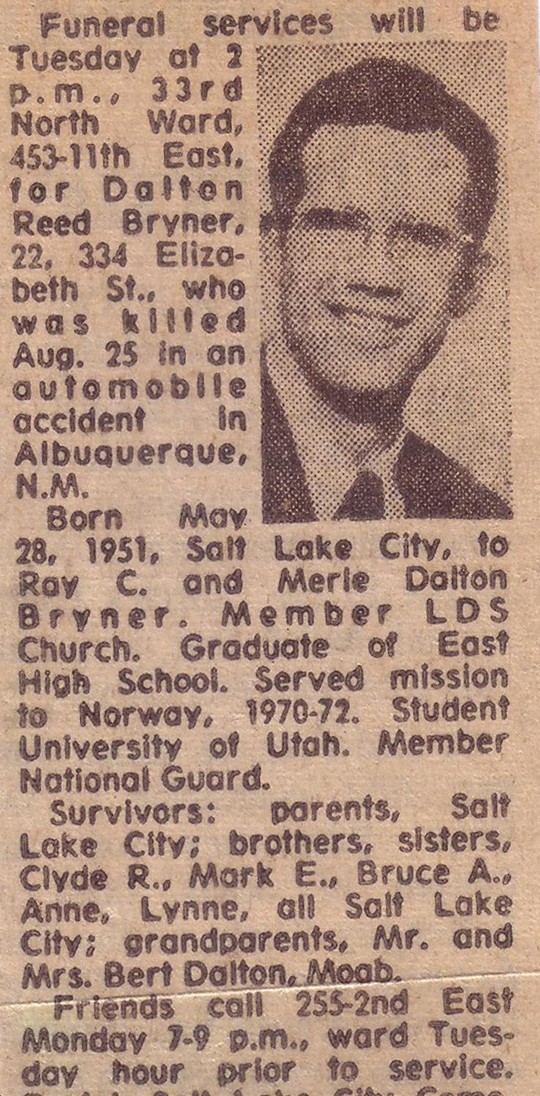 Funeral services will be
Tuesday at 2
p.m., 33rd
North Ward,
453-11th East,
for Dalton
Reed Bryner,
22, 334 Eliza-
beth St., who
was killed
Aug. 25 in an
automobile
accident in
Albuquerque,
N.M.
Born May
28, 1951, Salt Lake City, to
Ray C. and Merle Dalton
Bryner. Member LDS
Church. Graduate of East
High School. Served mission
to Norway, 1970-72. Student
University of Utah. Member
National Guard.
Survivors: parents, Salt
Lake City; brothers, sisters,
Clyde R., Mark E., Bruce A.,
Anne, Lynne, all Salt Lake
City; grandparents, Mr. and
Mrs. Bert Dalton, Moab.
Friends call 255-2nd East
Monday 7-9 p.m., ward Tues-
day hour prior to service.
Salt Lake City